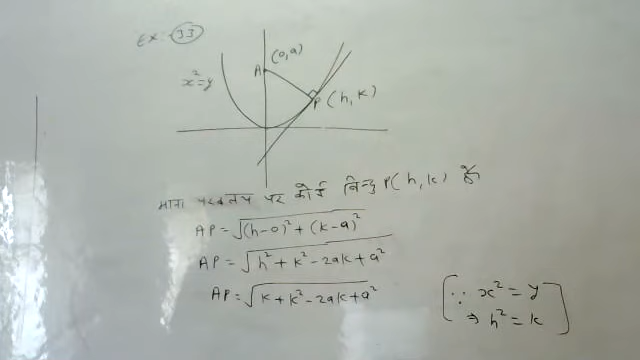 Ex: 33
(0,a)
x²=y
A
P (h, k)
माना परवलय पर कोई बिन्दु P(h, k) है
AP = √((h-0)² + (k-a)²)
AP = √(h² + k² - 2ak + a²)
AP = √(k + k² - 2ak + a²)
[∵ x² = y
⇒ h² = k]